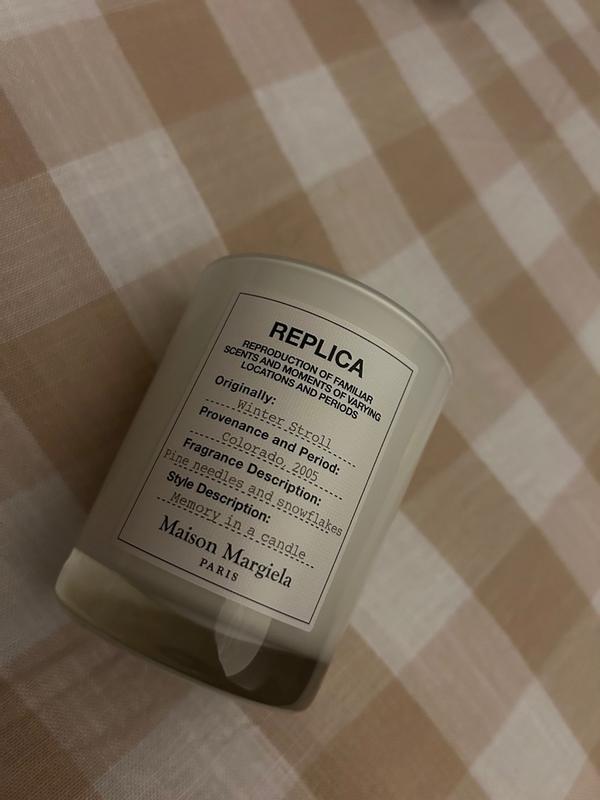 REPLICA
REPRODUCTION OF FAMILIAR
SCENTS AND MOMENTS OF VARYING
LOCATIONS AND PERIODS
Originally:
Winter Stroll
Provenance and Period:
Colorado, 2005
Fragrance Description:
Pine needles and snowflakes
Style Description:
Memory in a candle
Maison Margiela
PARIS